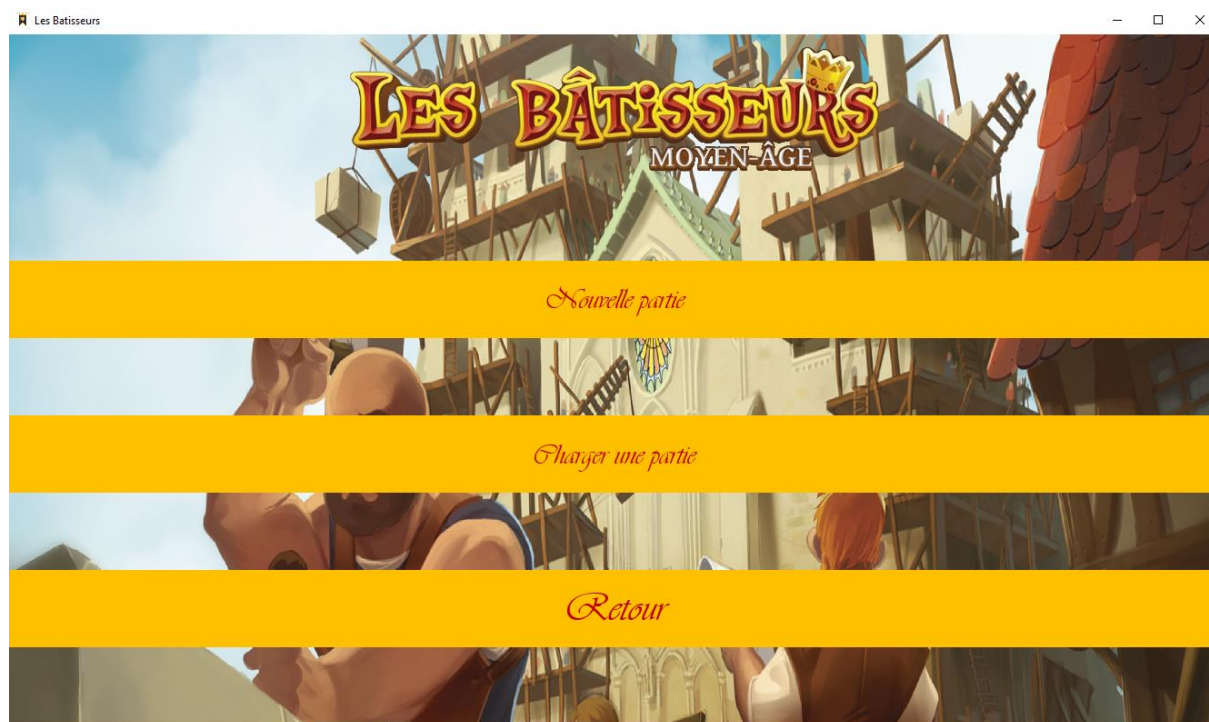 Les Batisseurs
LES BÂTiSSEURS
MOYEN-ÂGE
Nouvelle partie
Charger une partie
Retour